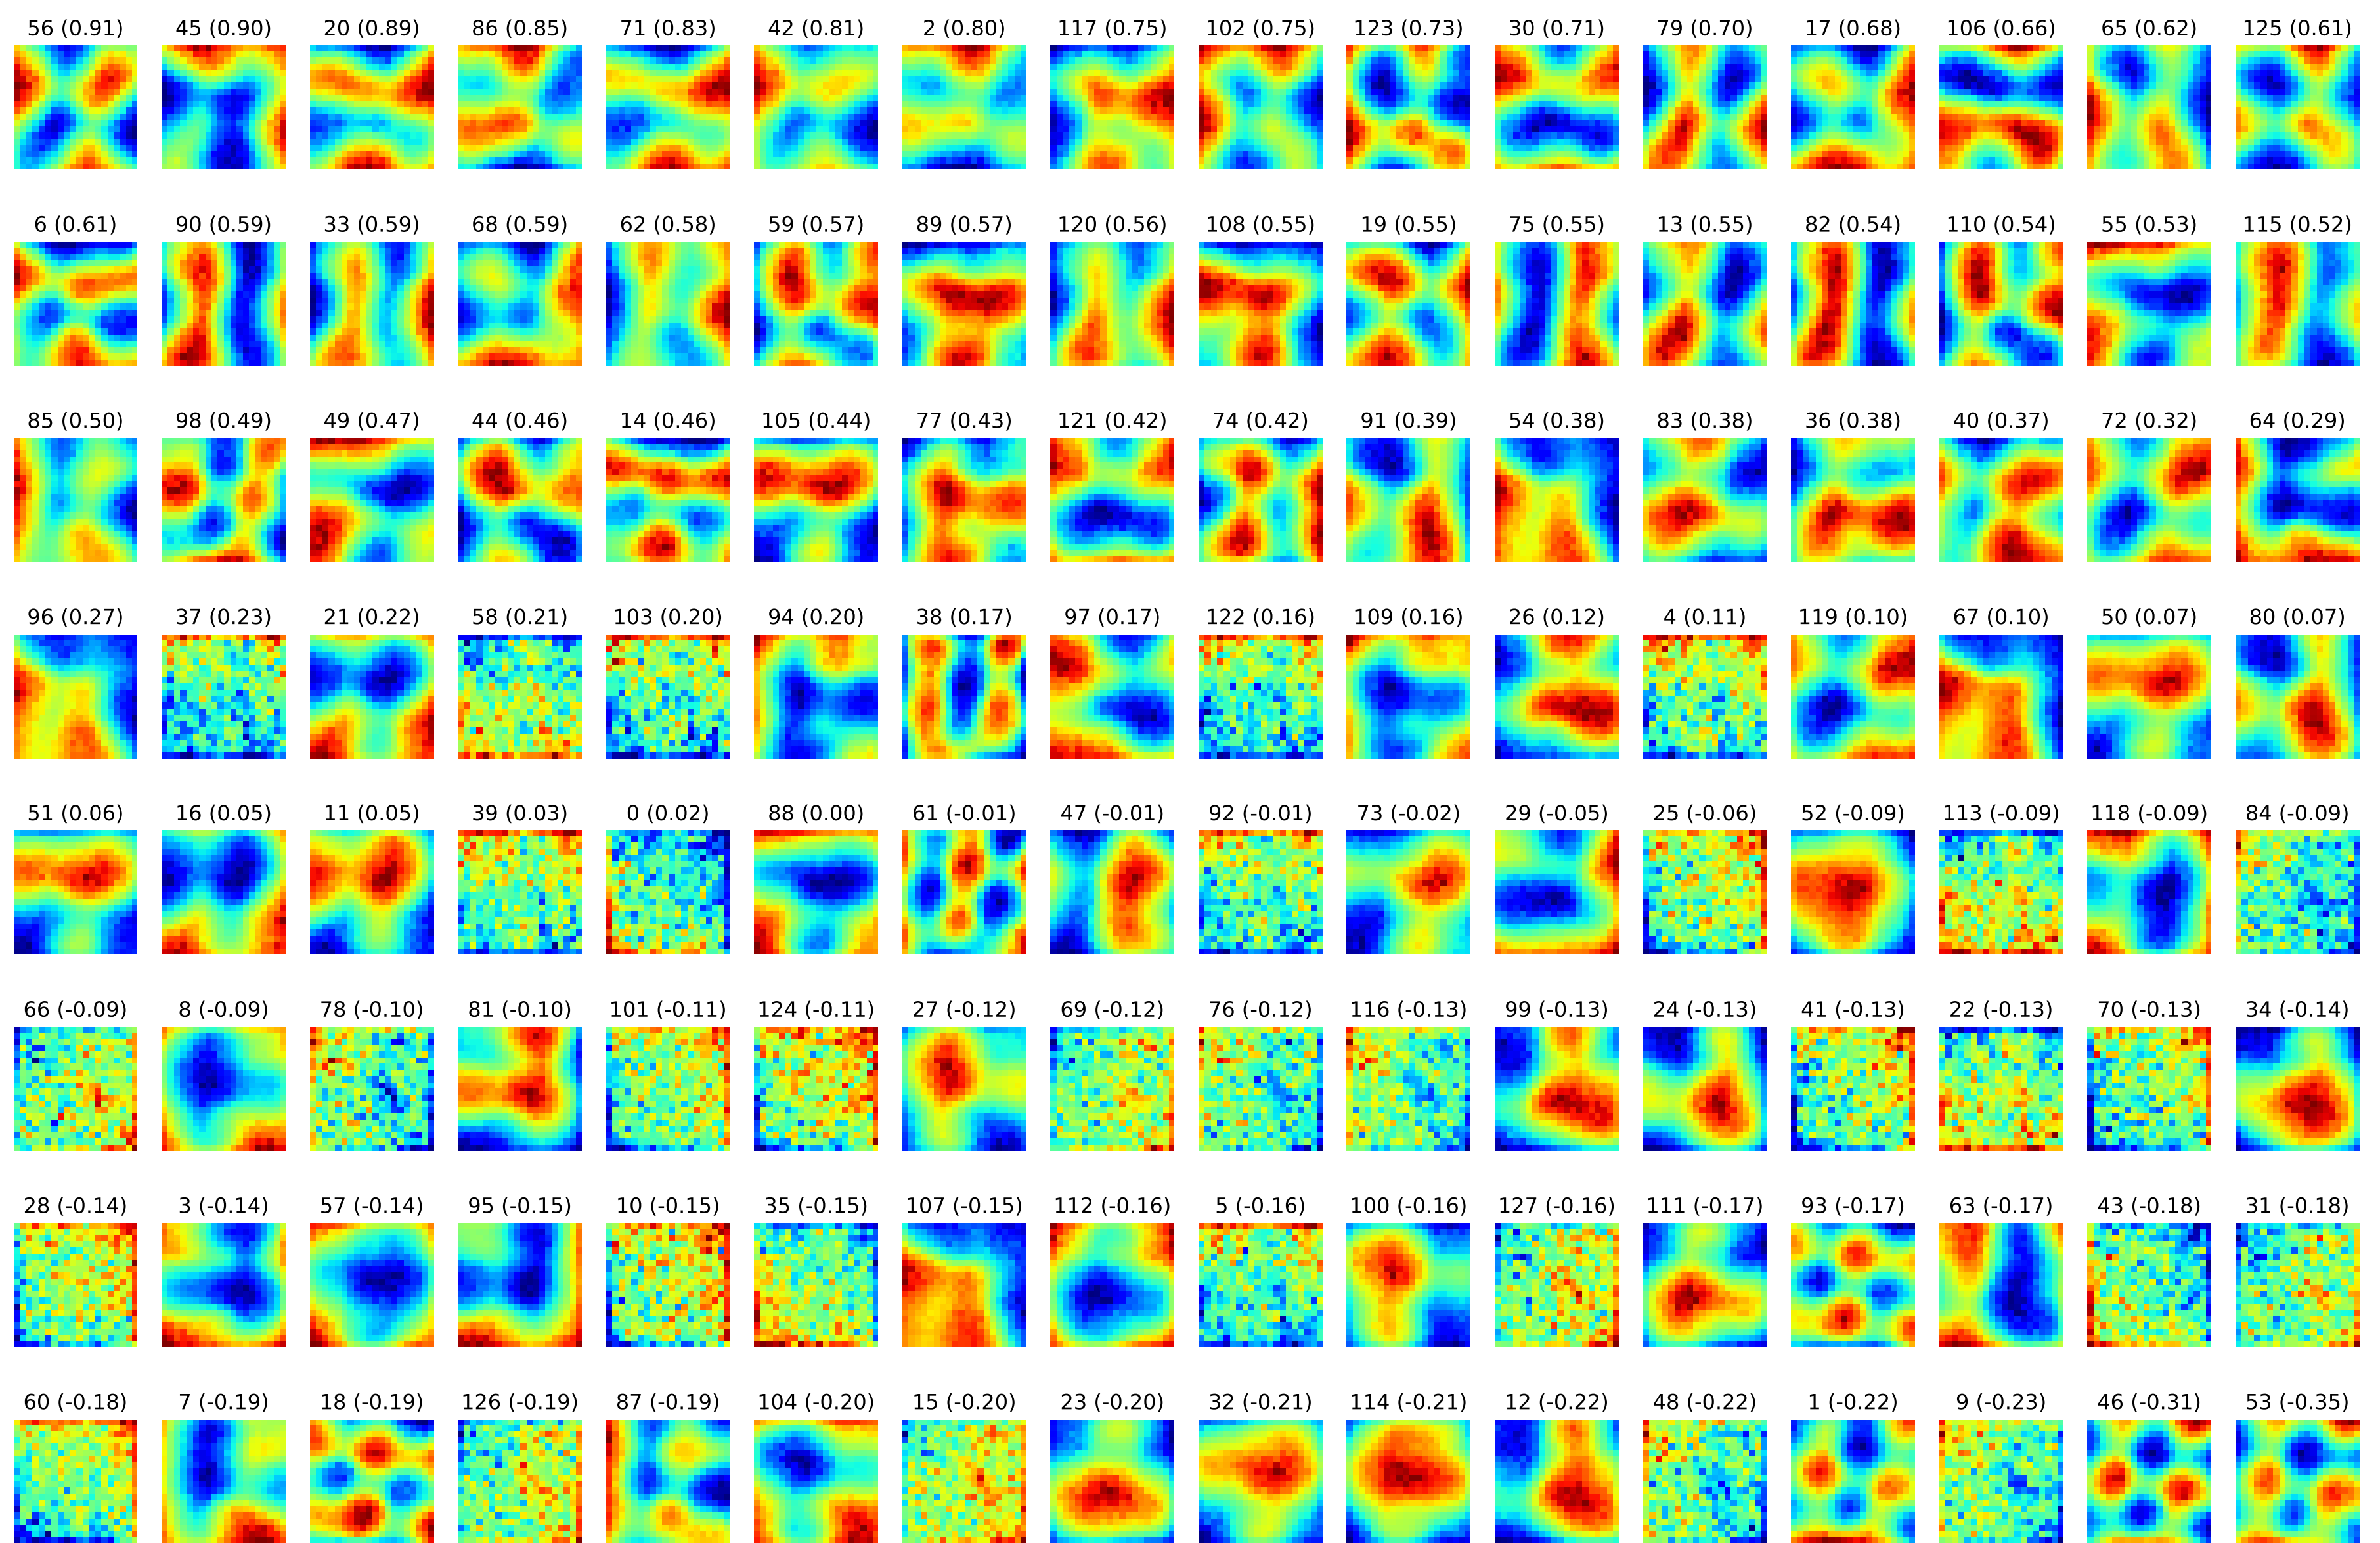 56 (0.91) 45 (0.90) 20 (0.89) 86 (0.85) 71 (0.83) 42 (0.81) 2 (0.80) 117 (0.75) 102 (0.75) 123 (0.73) 30 (0.71) 79 (0.70) 17 (0.68) 106 (0.66) 65 (0.62) 125 (0.61)
6 (0.61) 90 (0.59) 33 (0.59) 68 (0.59) 62 (0.58) 59 (0.57) 89 (0.57) 120 (0.56) 108 (0.55) 19 (0.55) 75 (0.55) 13 (0.55) 82 (0.54) 110 (0.54) 55 (0.53) 115 (0.52)
85 (0.50) 98 (0.49) 49 (0.47) 44 (0.46) 14 (0.46) 105 (0.44) 77 (0.43) 121 (0.42) 74 (0.42) 91 (0.39) 54 (0.38) 83 (0.38) 36 (0.38) 40 (0.37) 72 (0.32) 64 (0.29)
96 (0.27) 37 (0.23) 21 (0.22) 58 (0.21) 103 (0.20) 94 (0.20) 38 (0.17) 97 (0.17) 122 (0.16) 109 (0.16) 26 (0.12) 4 (0.11) 119 (0.10) 67 (0.10) 50 (0.07) 80 (0.07)
51 (0.06) 16 (0.05) 11 (0.05) 39 (0.03) 0 (0.02) 88 (0.00) 61 (-0.01) 47 (-0.01) 92 (-0.01) 73 (-0.02) 29 (-0.05) 25 (-0.06) 52 (-0.09) 113 (-0.09) 118 (-0.09) 84 (-0.09)
66 (-0.09) 8 (-0.09) 78 (-0.10) 81 (-0.10) 101 (-0.11) 124 (-0.11) 27 (-0.12) 69 (-0.12) 76 (-0.12) 116 (-0.13) 99 (-0.13) 24 (-0.13) 41 (-0.13) 22 (-0.13) 70 (-0.13) 34 (-0.14)
28 (-0.14) 3 (-0.14) 57 (-0.14) 95 (-0.15) 10 (-0.15) 35 (-0.15) 107 (-0.15) 112 (-0.16) 5 (-0.16) 100 (-0.16) 127 (-0.16) 111 (-0.17) 93 (-0.17) 63 (-0.17) 43 (-0.18) 31 (-0.18)
60 (-0.18) 7 (-0.19) 18 (-0.19) 126 (-0.19) 87 (-0.19) 104 (-0.20) 15 (-0.20) 23 (-0.20) 32 (-0.21) 114 (-0.21) 12 (-0.22) 48 (-0.22) 1 (-0.22) 9 (-0.23) 46 (-0.31) 53 (-0.35)